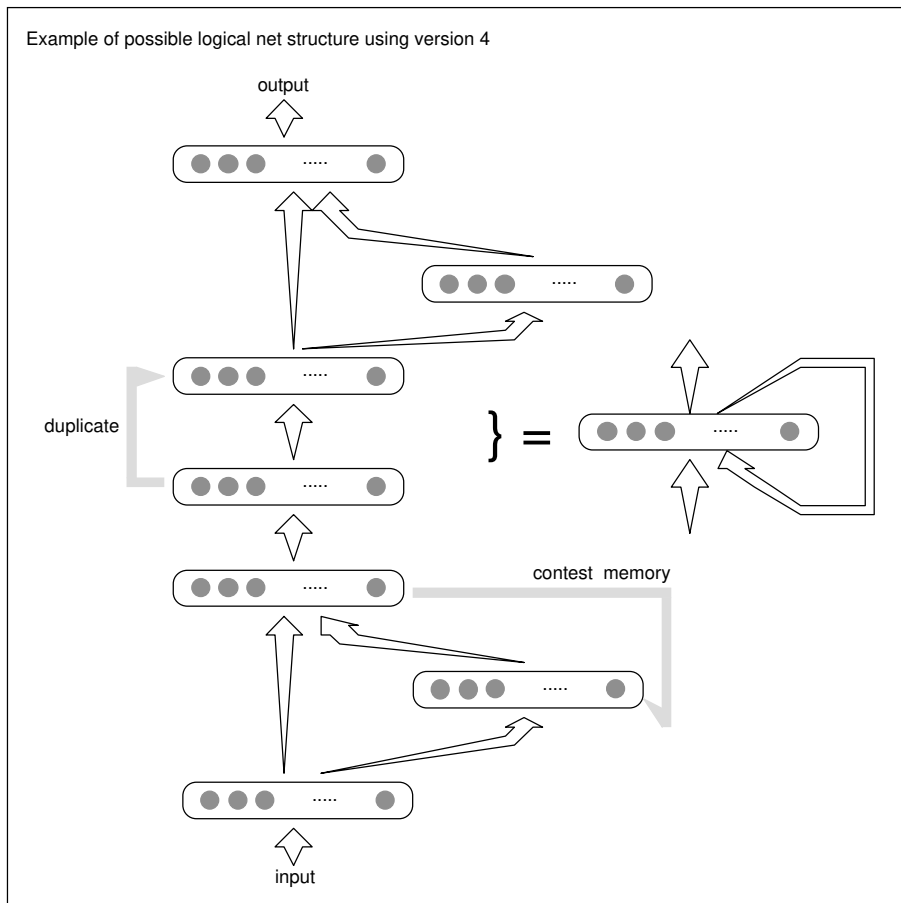 Example of possible logical net structure using version 4
output
.....
.....
.....
duplicate
} =
.....
.....
.....
contest memory
.....
.....
input